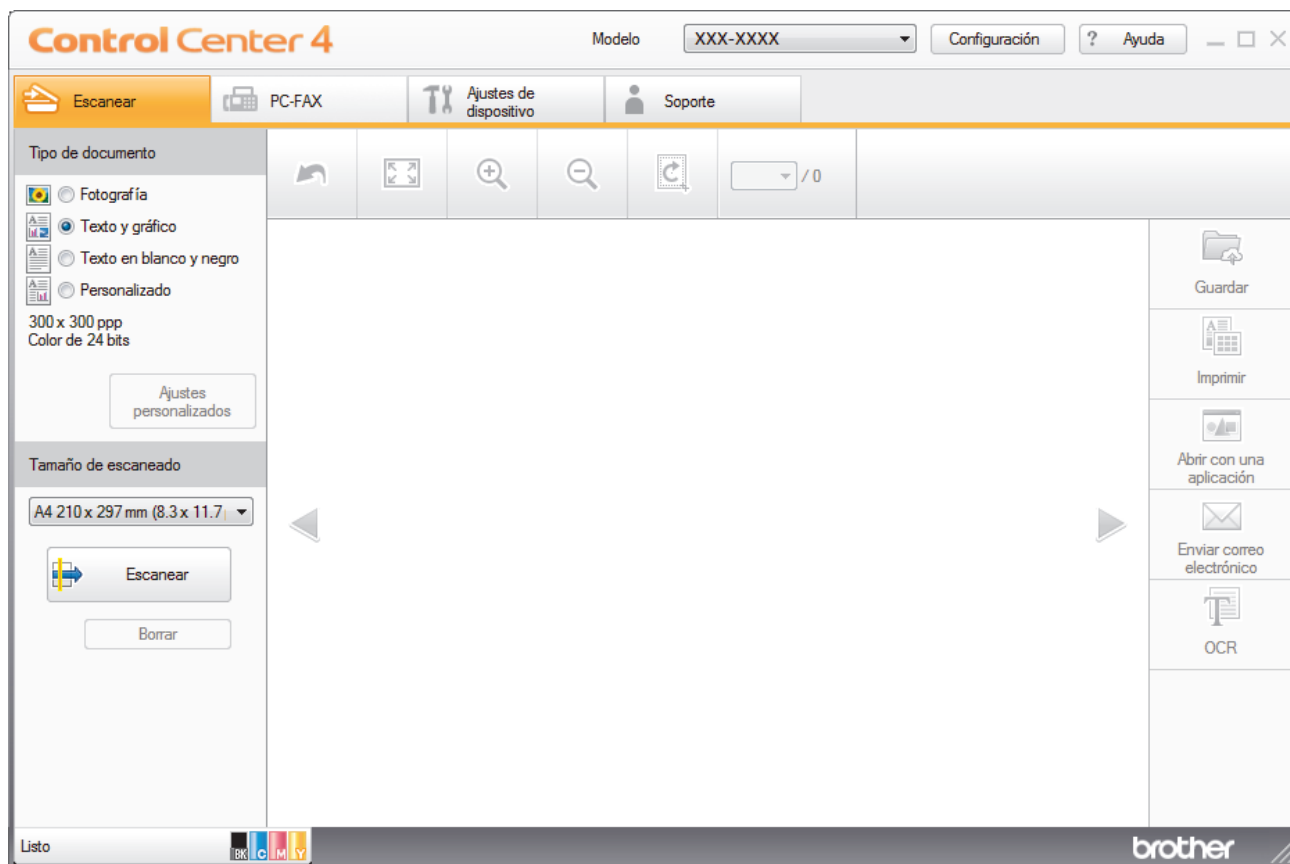 Control Center 4
Modelo
XXX-XXXX
Configuración
? Ayuda
Escanear
PC-FAX
Ajustes de
dispositivo
Soporte
Tipo de documento
Fotografía
Texto y gráfico
Texto en blanco y negro
Personalizado
300 x 300 ppp
Color de 24 bits
Ajustes
personalizados
Tamaño de escaneado
A4 210 x 297 mm (8.3 x 11.7
Escanear
Borrar
/ 0
Guardar
Imprimir
Abrir con una
aplicación
Enviar correo
electrónico
OCR
Listo
BK C M Y
brother